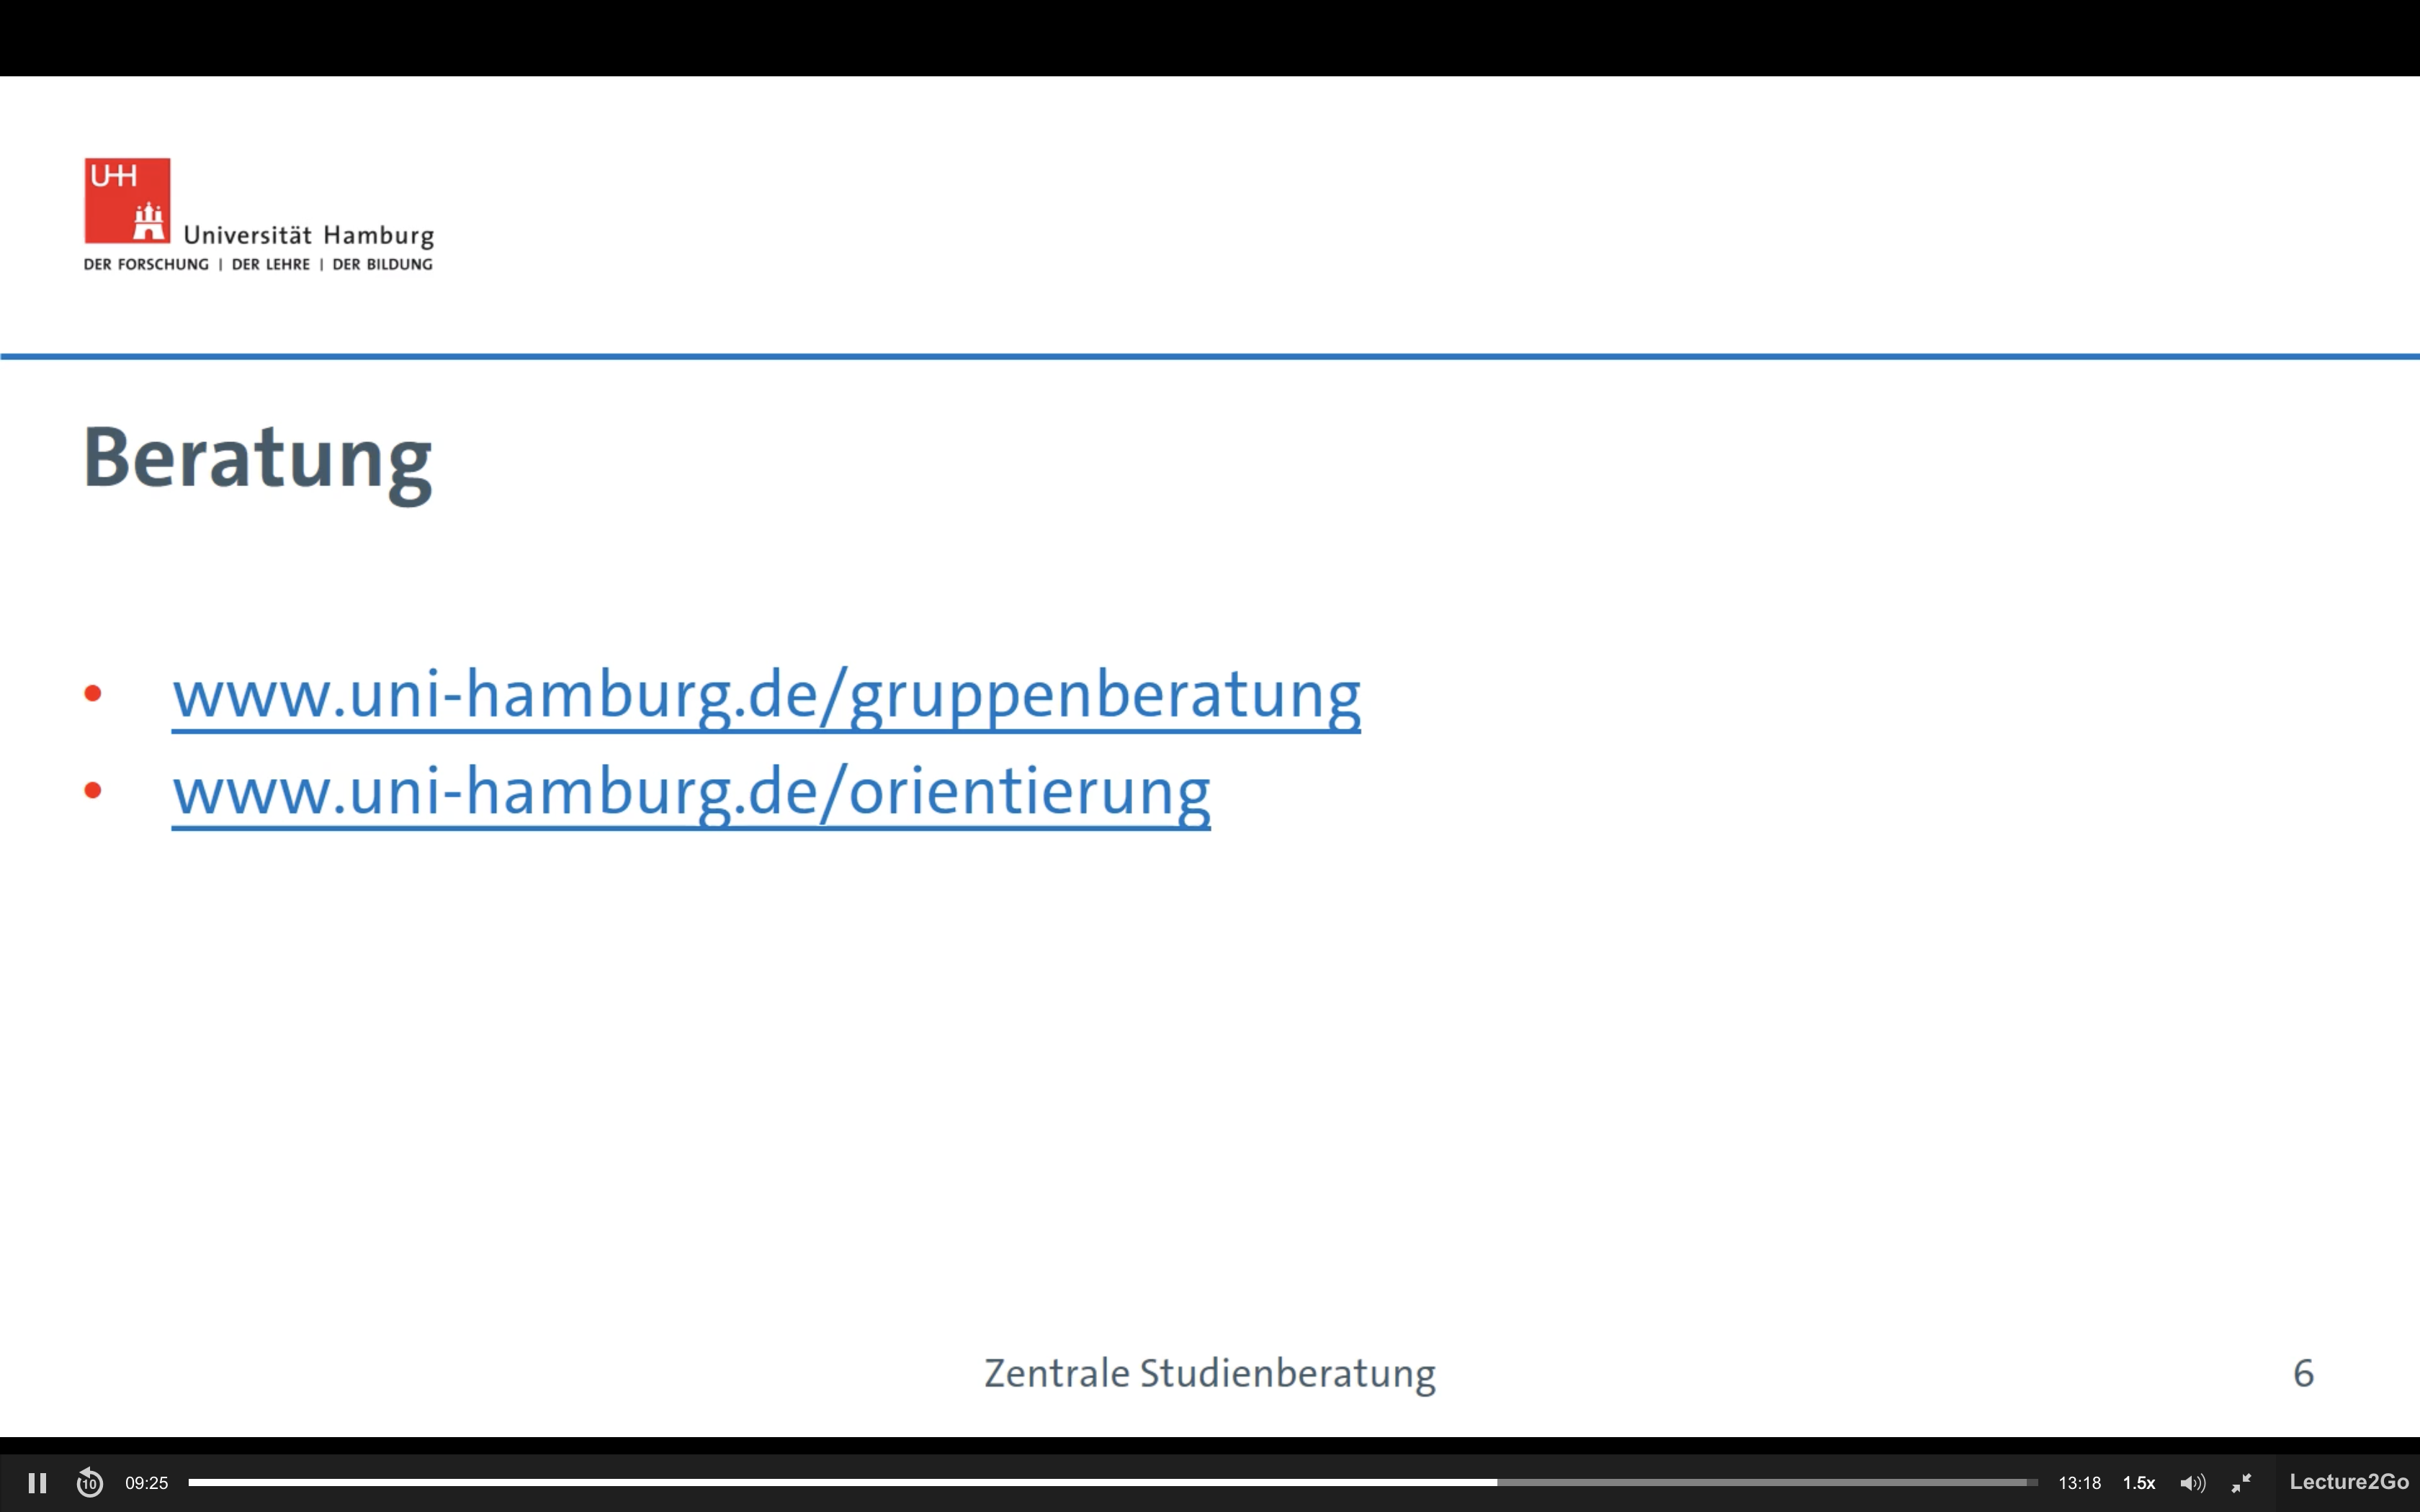 UHH
Universität Hamburg
DER FORSCHUNG | DER LEHRE | DER BILDUNG
Beratung
• www.uni-hamburg.de/gruppenberatung
• www.uni-hamburg.de/orientierung
Zentrale Studienberatung 6
10 09:25 13:18 1.5x Lecture2Go